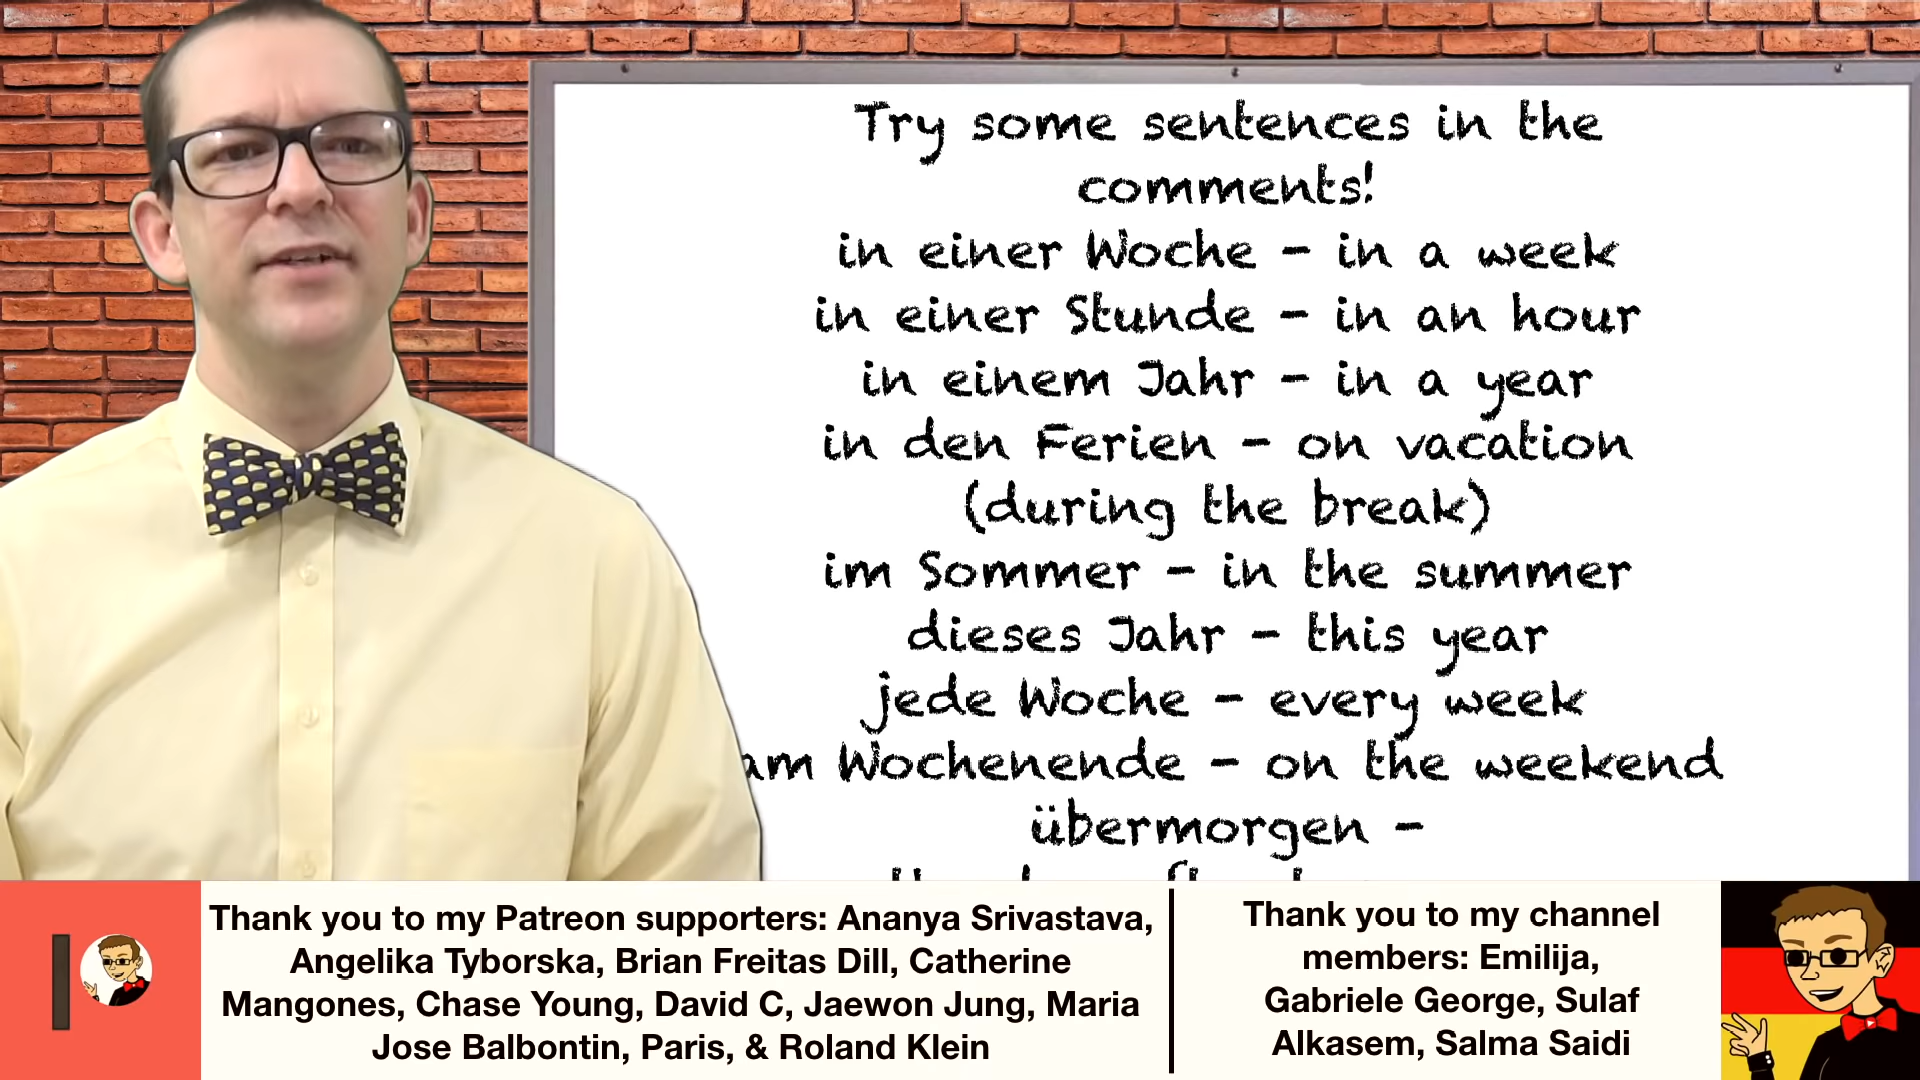 Try some sentences in the
comments!
in einer Woche - in a week
in einer Stunde - in an hour
in einem Jahr - in a year
in den Ferien - on vacation
(during the break)
im Sommer - in the summer
dieses Jahr - this year
jede Woche - every week
am Wochenende - on the weekend
übermorgen -
Thank you to my Patreon supporters: Ananya Srivastava,
Angelika Tyborska, Brian Freitas Dill, Catherine
Mangones, Chase Young, David C, Jaewon Jung, Maria
Jose Balbontin, Paris, & Roland Klein
Thank you to my channel
members: Emilija,
Gabriele George, Sulaf
Alkasem, Salma Saidi